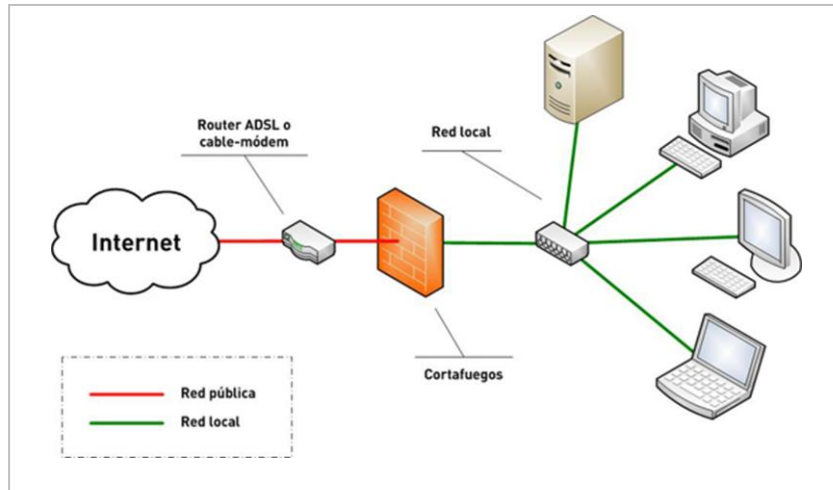 Router ADSL o
cable-módem
Red local
Internet
Cortafuegos
Red pública
Red local